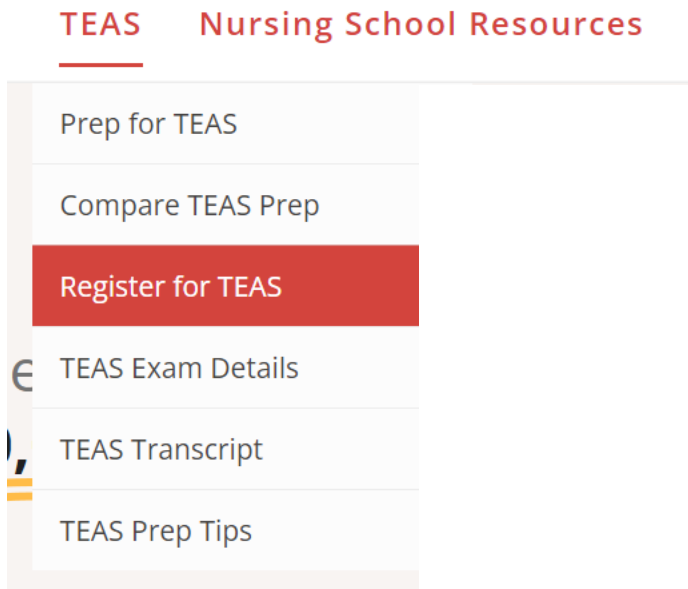 TEAS Nursing School Resources
Prep for TEAS
Compare TEAS Prep
Register for TEAS
e
TEAS Exam Details
,
TEAS Transcript
TEAS Prep Tips